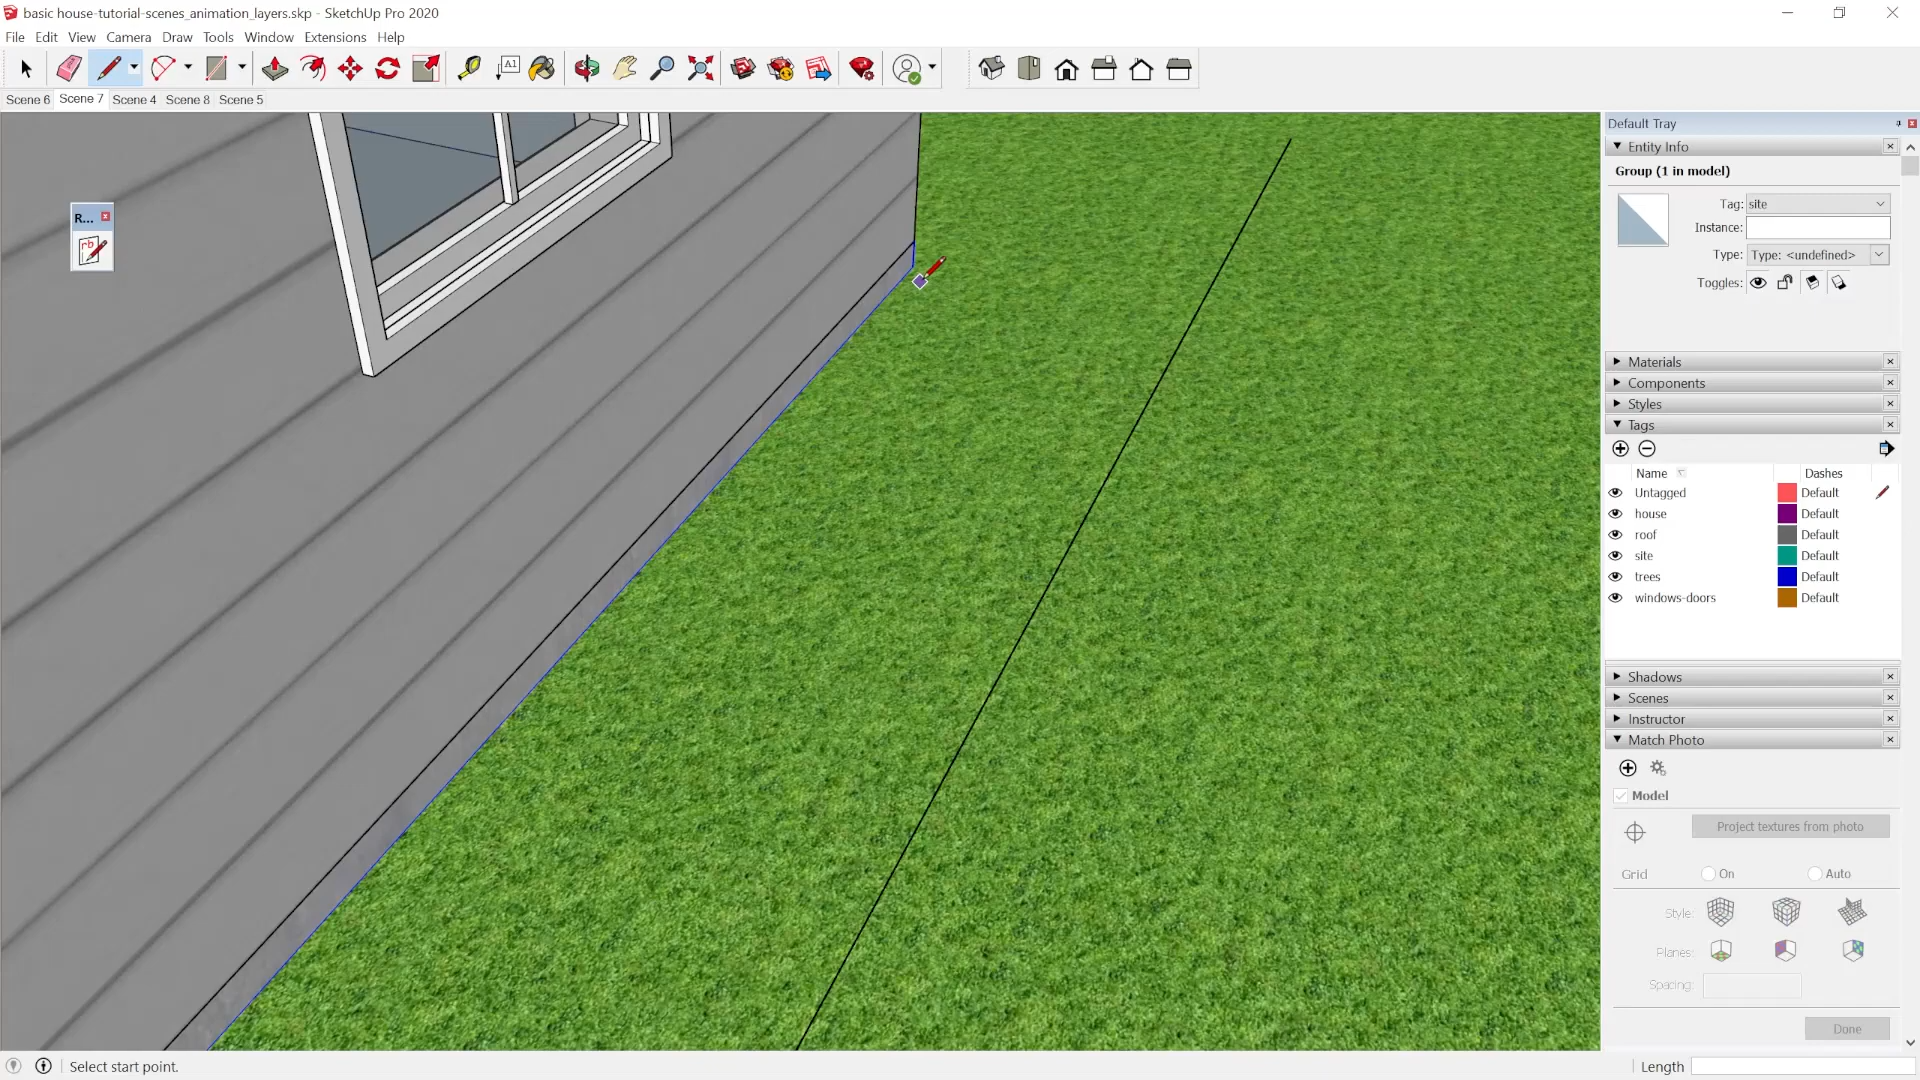 basic house-tutorial-scenes_animation_layers.skp - SketchUp Pro 2020
File Edit View Camera Draw Tools Window Extensions Help
A1
Scene 6 Scene 7 Scene 4 Scene 8 Scene 5
R...
rb
Default Tray
Entity Info
Group (1 in model)
Tag: site
Instance:
Type: Type: <undefined>
Toggles:
Materials
Components
Styles
Tags
Name Dashes
Untagged Default
house Default
roof Default
site Default
trees Default
windows-doors Default
Shadows
Scenes
Instructor
Match Photo
Model
Project textures from photo
Grid On Auto
Style:
Planes:
Spacing:
Done
Select start point.
Length